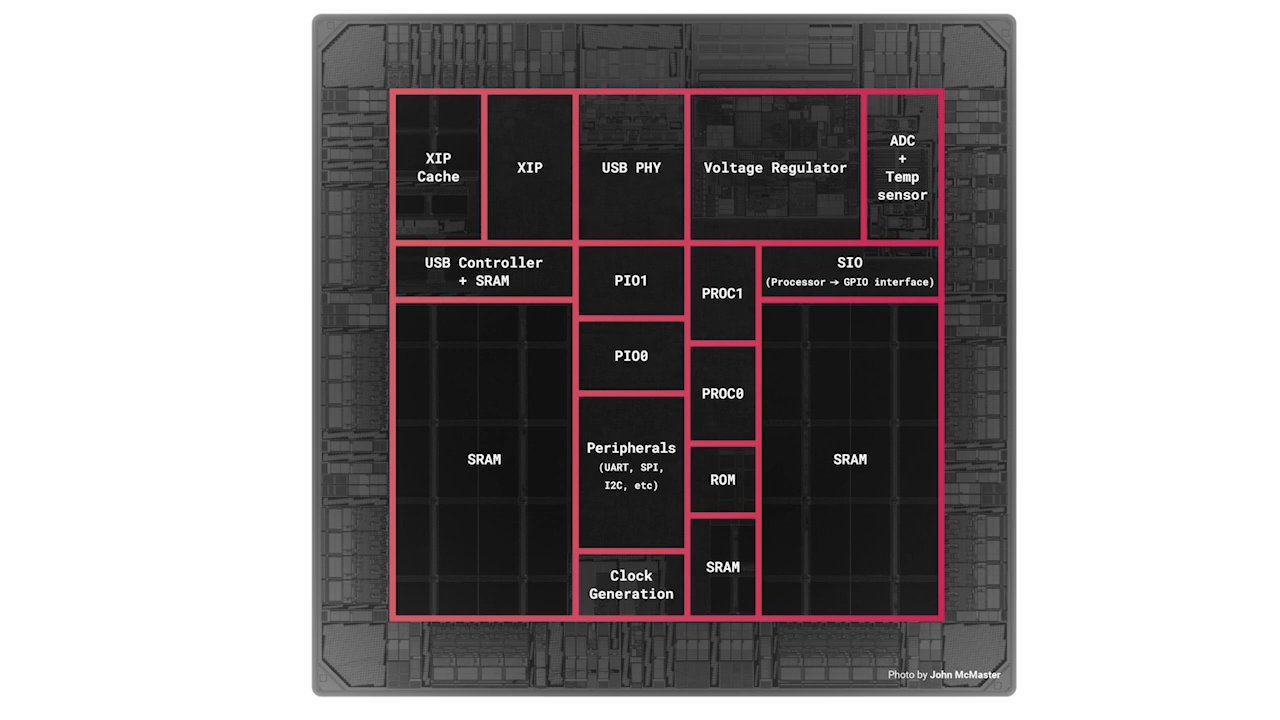 XIP
Cache
XIP
USB PHY
Voltage Regulator
ADC
+
Temp
sensor
USB Controller
+ SRAM
PIO1
PROC1
SIO
(Processor → GPIO interface)
PIO0
PROC0
SRAM
Peripherals
(UART, SPI,
I2C, etc)
ROM
SRAM
Clock
Generation
SRAM
Photo by John McMaster